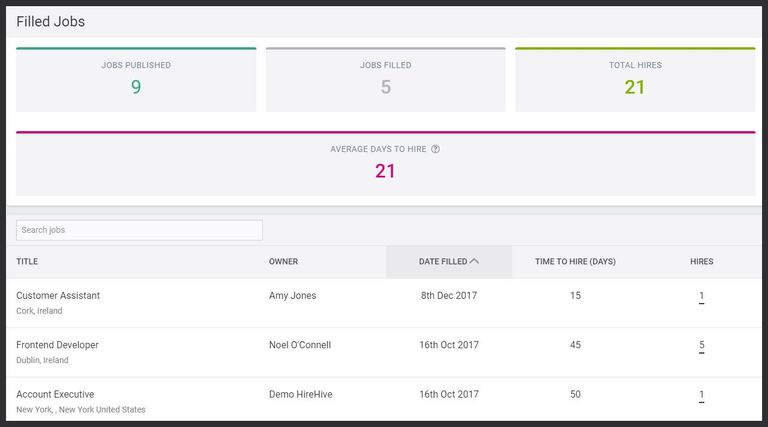 Filled Jobs
JOBS PUBLISHED
9
JOBS FILLED
5
TOTAL HIRES
21
AVERAGE DAYS TO HIRE ?
21
Search jobs
TITLE OWNER DATE FILLED TIME TO HIRE (DAYS) HIRES
Customer Assistant Amy Jones 8th Dec 2017 15 1
Cork, Ireland
Frontend Developer Noel O'Connell 16th Oct 2017 45 5
Dublin, Ireland
Account Executive Demo HireHive 16th Oct 2017 50 1
New York, , New York United States